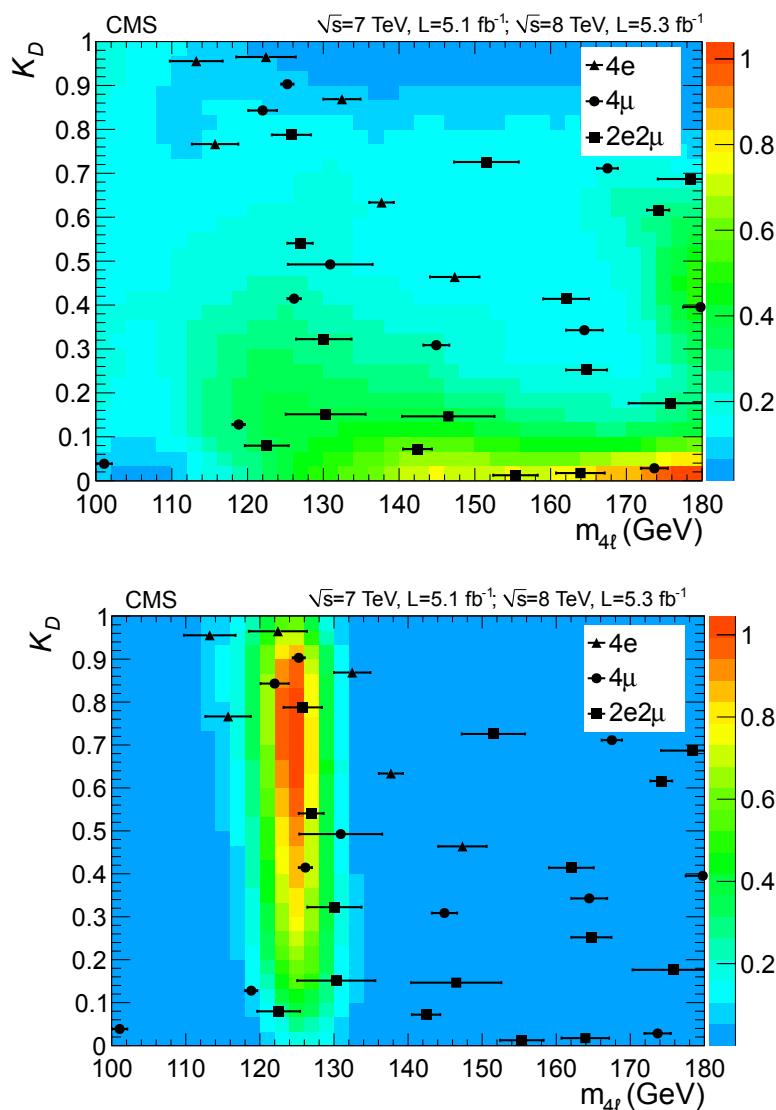 CMS √s=7 TeV, L=5.1 fb⁻¹; √s=8 TeV, L=5.3 fb⁻¹
K_D
1
0.9
0.8
0.7
0.6
0.5
0.4
0.3
0.2
0.1
0
4e
4μ
2e2μ
1
0.8
0.6
0.4
0.2
100 110 120 130 140 150 160 170 180
m_4ℓ (GeV)
CMS √s=7 TeV, L=5.1 fb⁻¹; √s=8 TeV, L=5.3 fb⁻¹
K_D
1
0.9
0.8
0.7
0.6
0.5
0.4
0.3
0.2
0.1
0
4e
4μ
2e2μ
1
0.8
0.6
0.4
0.2
100 110 120 130 140 150 160 170 180
m_4ℓ (GeV)